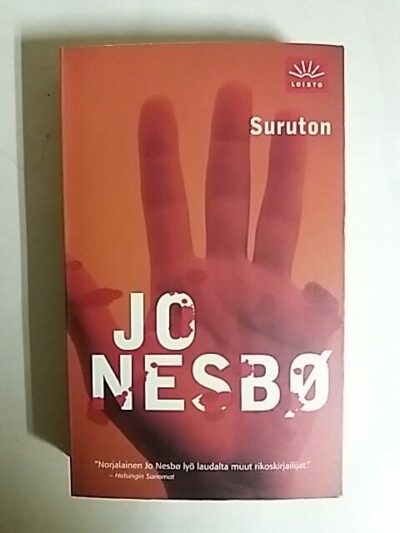 LOISTO
Suruton
JO
NESBØ
"Norjalainen Jo Nesbø lyö laudalta muut rikoskirjailijat."
– Helsingin Sanomat